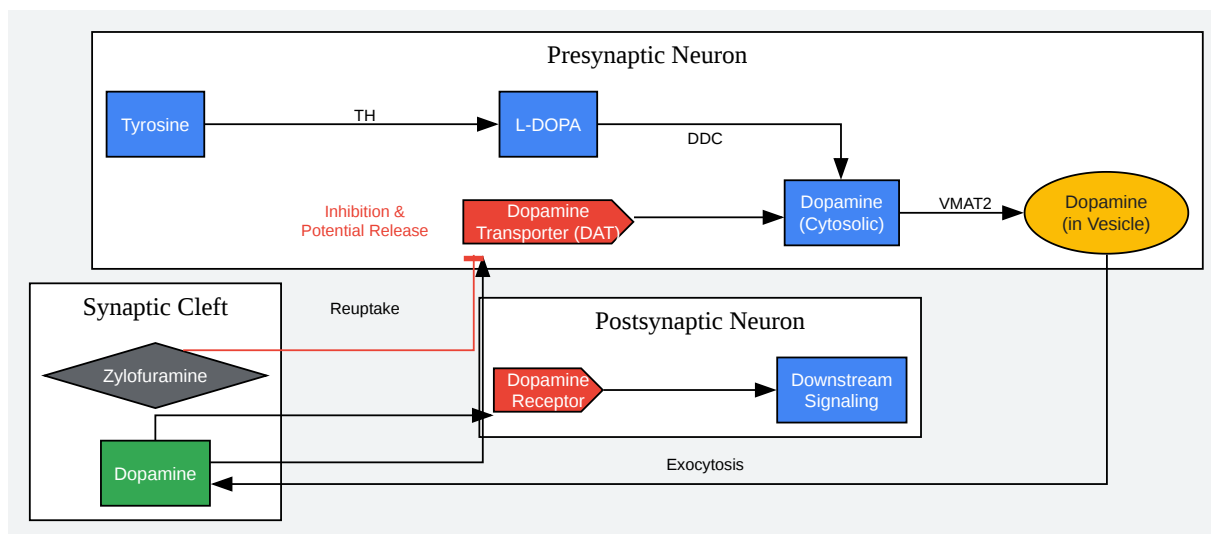 Presynaptic Neuron
Tyrosine
TH
L-DOPA
DDC
Dopamine
(Cytosolic)
VMAT2
Dopamine
(in Vesicle)
Inhibition &
Potential Release
Dopamine
Transporter (DAT)
Synaptic Cleft
Reuptake
Postsynaptic Neuron
Zylofuramine
Dopamine
Receptor
Downstream
Signaling
Dopamine
Exocytosis